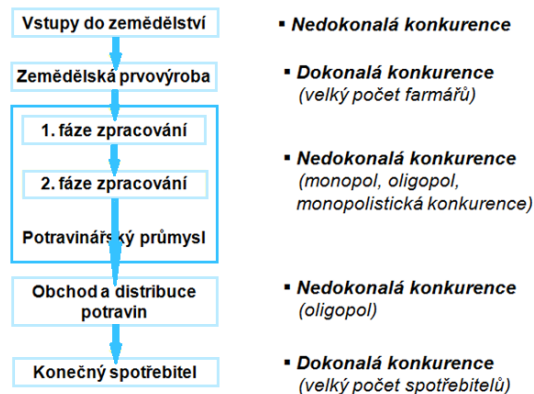 Vstupy do zemědělství
▪ Nedokonalá konkurence
Zemědělská prvovýroba
▪ Dokonalá konkurence
(velký počet farmářů)
1. fáze zpracování
2. fáze zpracování
Potravinářský průmysl
▪ Nedokonalá konkurence
(monopol, oligopol,
monopolistická konkurence)
Obchod a distribuce
potravin
▪ Nedokonalá konkurence
(oligopol)
Konečný spotřebitel
▪ Dokonalá konkurence
(velký počet spotřebitelů)